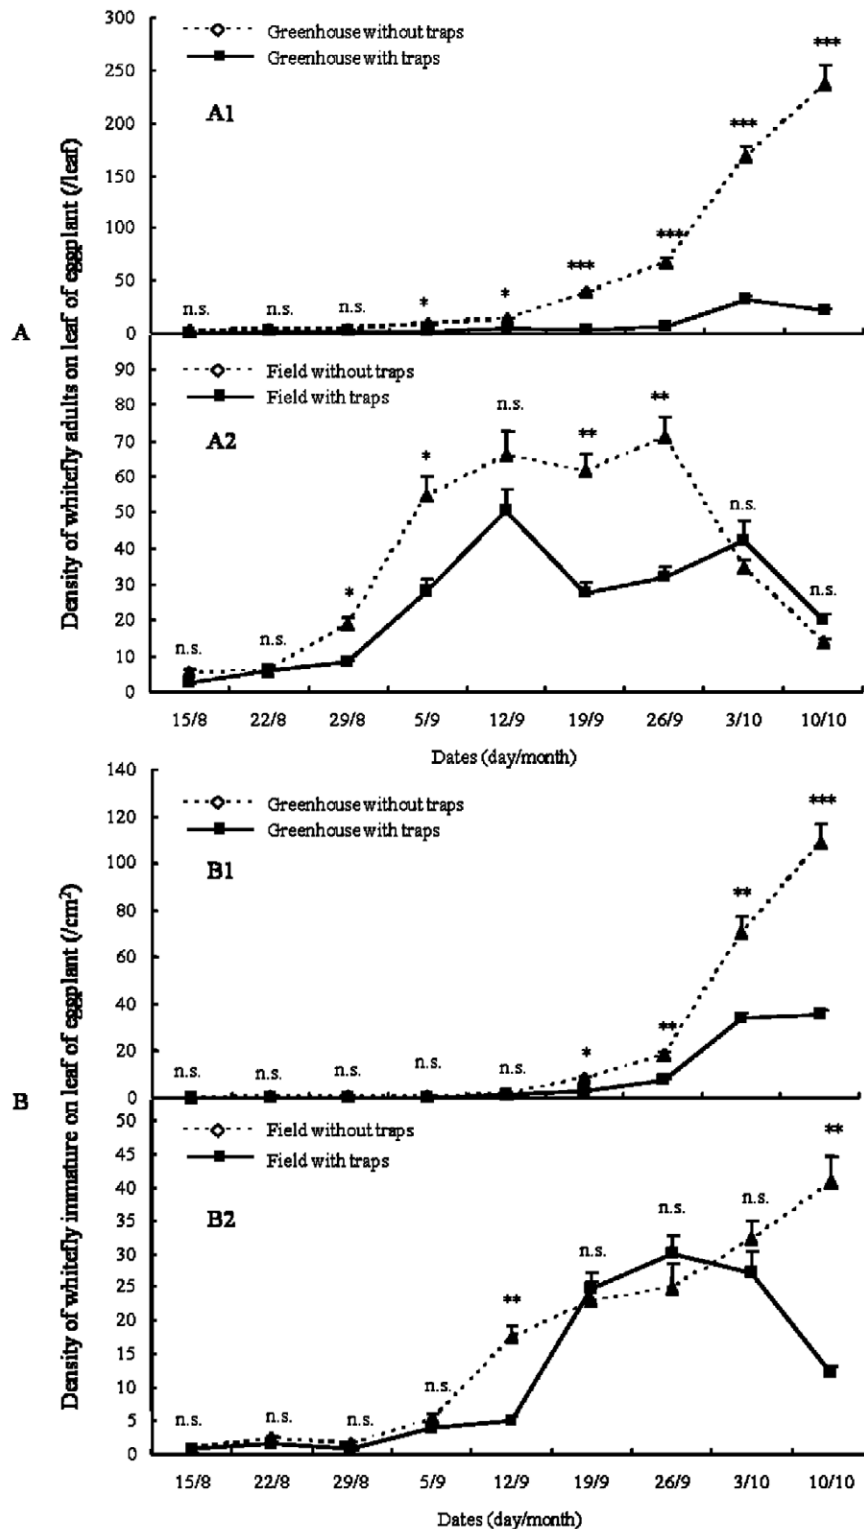 A
Density of whitefly adults on leaf of eggplant (/leaf)
300
250
200
150
100
50
0
Greenhouse without traps
Greenhouse with traps
A1
n.s.
n.s.
n.s.
*
*
***
***
***
***
90
80
70
60
50
40
30
20
10
0
Field without traps
Field with traps
A2
n.s.
n.s.
*
*
n.s.
**
**
n.s.
n.s.
15/8 22/8 29/8 5/9 12/9 19/9 26/9 3/10 10/10
Dates (day/month)
B
Density of whitefly immature on leaf of eggplant (/cm²)
140
120
100
80
60
40
20
0
Greenhouse without traps
Greenhouse with traps
B1
n.s.
n.s.
n.s.
n.s.
n.s.
*
**
**
***
50
45
40
35
30
25
20
15
10
5
0
Field without traps
Field with traps
B2
n.s.
n.s.
n.s.
n.s.
**
n.s.
n.s.
n.s.
**
15/8 22/8 29/8 5/9 12/9 19/9 26/9 3/10 10/10
Dates (day/month)